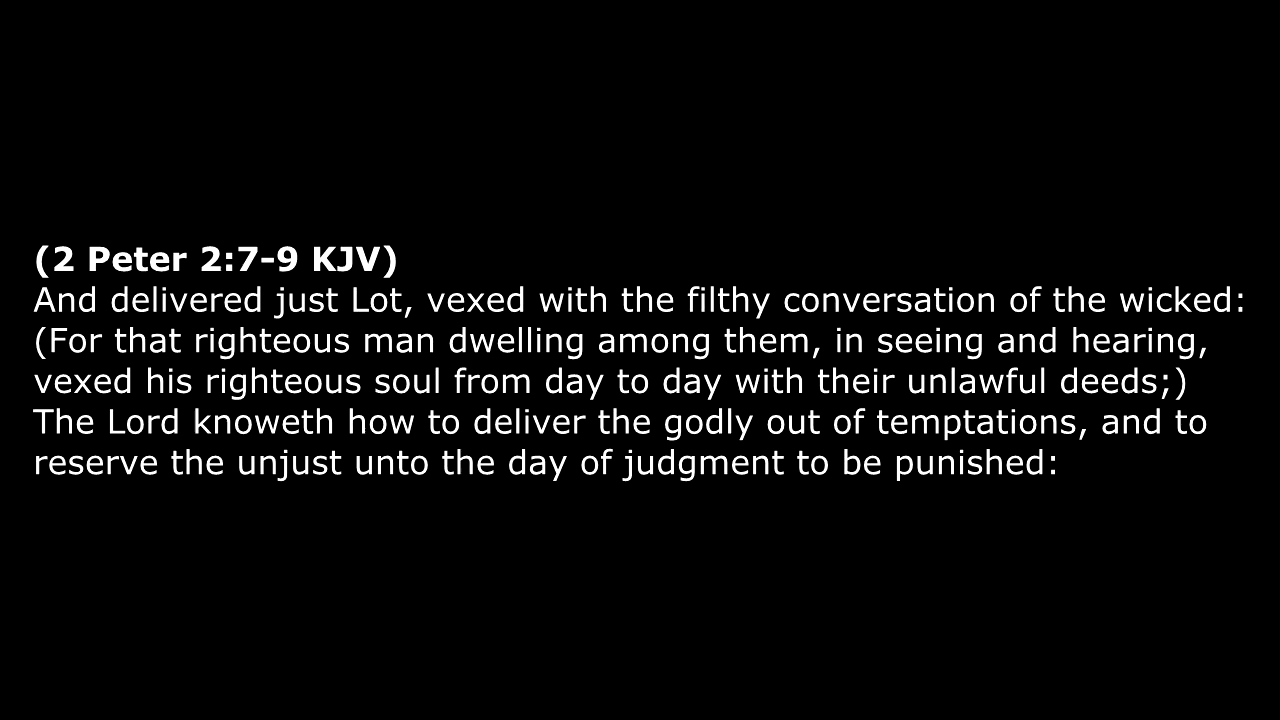 (2 Peter 2:7-9 KJV)
And delivered just Lot, vexed with the filthy conversation of the wicked:
(For that righteous man dwelling among them, in seeing and hearing,
vexed his righteous soul from day to day with their unlawful deeds;)
The Lord knoweth how to deliver the godly out of temptations, and to
reserve the unjust unto the day of judgment to be punished: